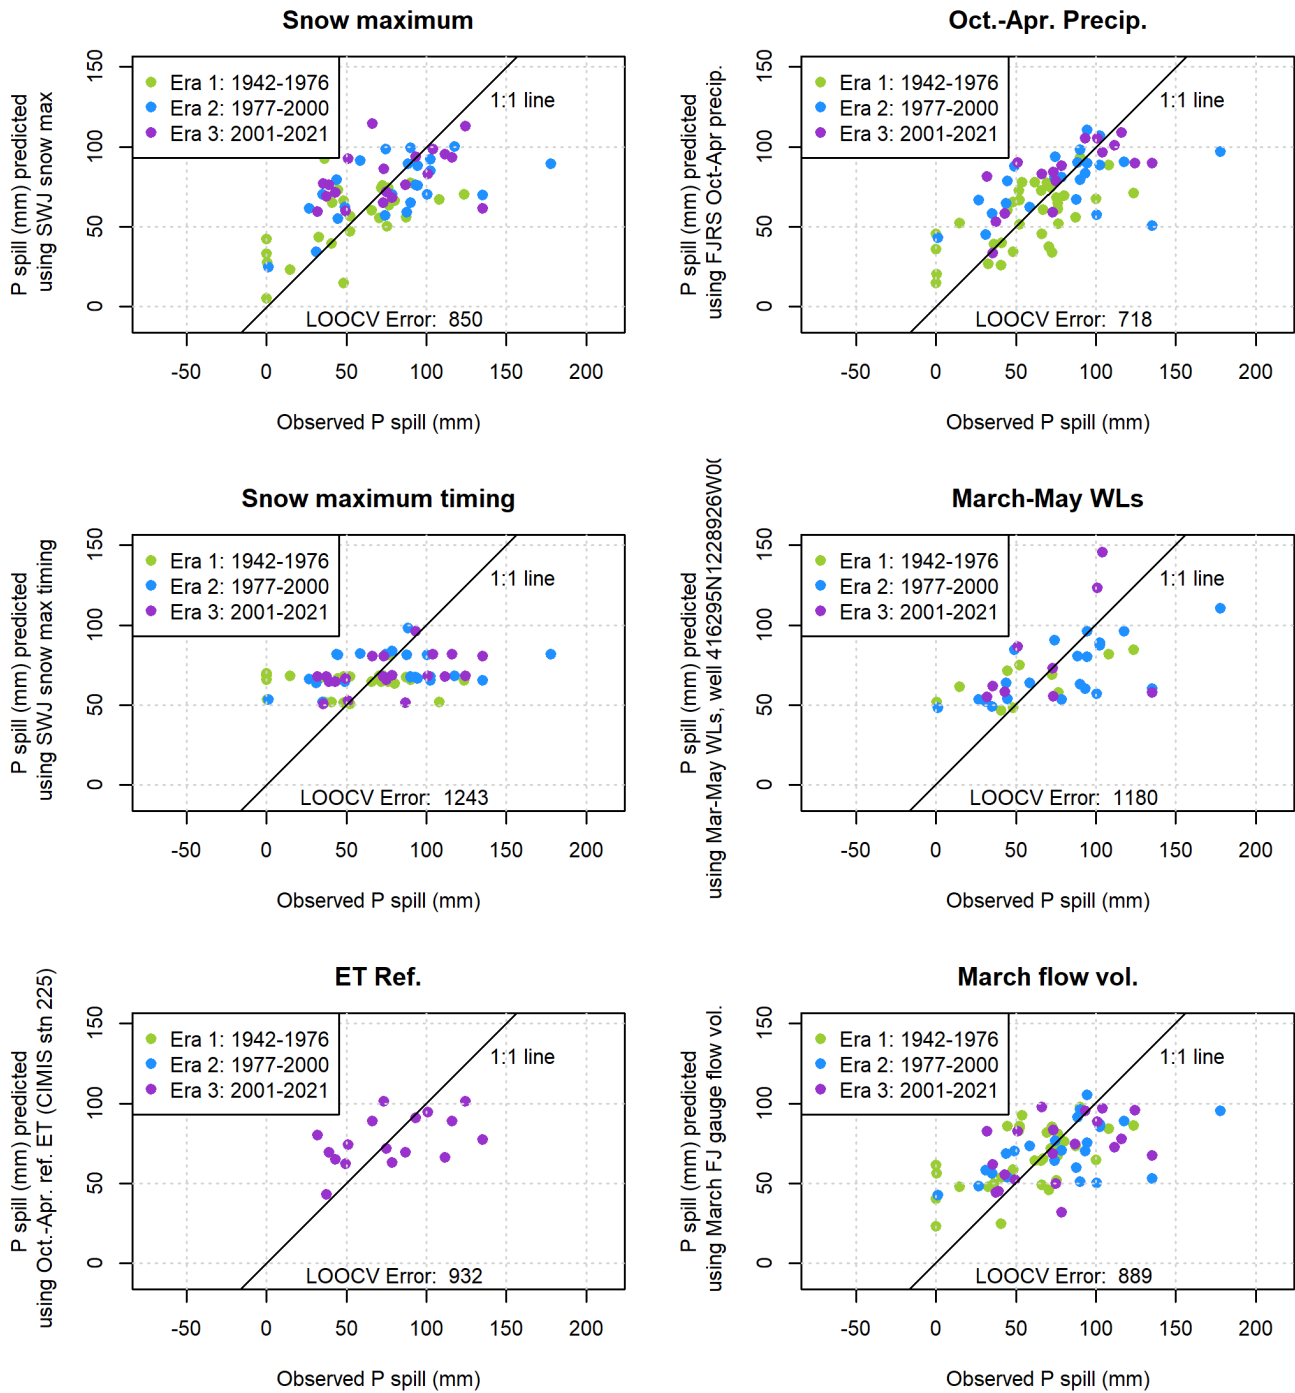 Snow maximum
P spill (mm) predicted
using SWJ snow max
150
100
50
0
Era 1: 1942-1976
Era 2: 1977-2000
Era 3: 2001-2021
1:1 line
LOOCV Error: 850
-50 0 50 100 150 200
Observed P spill (mm)
Oct.-Apr. Precip.
P spill (mm) predicted
using FJRS Oct-Apr precip.
150
100
50
0
Era 1: 1942-1976
Era 2: 1977-2000
Era 3: 2001-2021
1:1 line
LOOCV Error: 718
-50 0 50 100 150 200
Observed P spill (mm)
Snow maximum timing
P spill (mm) predicted
using SWJ snow max timing
150
100
50
0
Era 1: 1942-1976
Era 2: 1977-2000
Era 3: 2001-2021
1:1 line
LOOCV Error: 1243
-50 0 50 100 150 200
Observed P spill (mm)
March-May WLs
P spill (mm) predicted
using Mar-May WLs, well 416295N1228926W00
150
100
50
0
Era 1: 1942-1976
Era 2: 1977-2000
Era 3: 2001-2021
1:1 line
LOOCV Error: 1180
-50 0 50 100 150 200
Observed P spill (mm)
ET Ref.
P spill (mm) predicted
using Oct.-Apr. ref. ET (CIMIS stn 225)
150
100
50
0
Era 1: 1942-1976
Era 2: 1977-2000
Era 3: 2001-2021
1:1 line
LOOCV Error: 932
-50 0 50 100 150 200
Observed P spill (mm)
March flow vol.
P spill (mm) predicted
using March FJ gauge flow vol.
150
100
50
0
Era 1: 1942-1976
Era 2: 1977-2000
Era 3: 2001-2021
1:1 line
LOOCV Error: 889
-50 0 50 100 150 200
Observed P spill (mm)